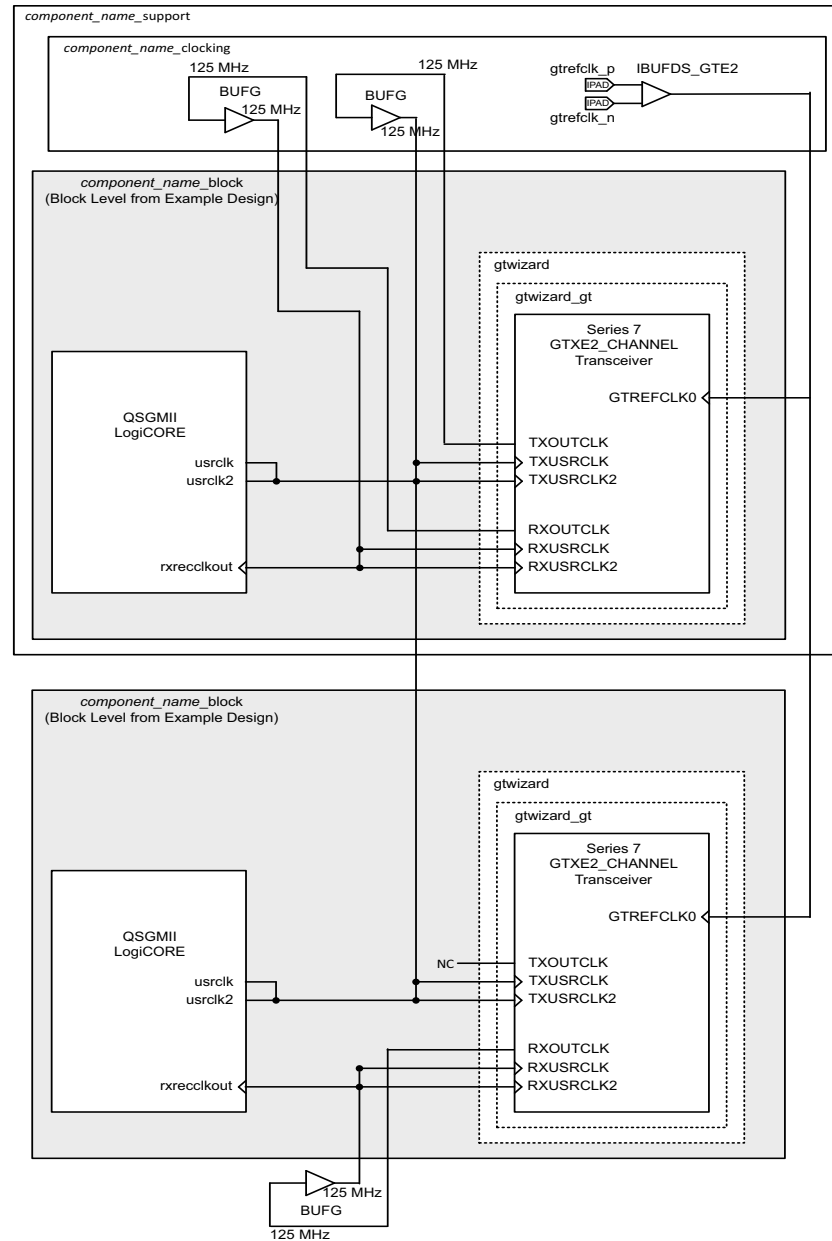 component_name_support
component_name_clocking
125 MHz
BUFG
125 MHz
125 MHz
BUFG
125 MHz
gtrefclk_p
IPAD
IPAD
gtrefclk_n
IBUFDS_GTE2
component_name_block
(Block Level from Example Design)
gtwizard
gtwizard_gt
Series 7
GTXE2_CHANNEL
Transceiver
GTREFCLK0
QSGMII
LogiCORE
usrclk
usrclk2
rxrecclkout
TXOUTCLK
TXUSRCLK
TXUSRCLK2
RXOUTCLK
RXUSRCLK
RXUSRCLK2
component_name_block
(Block Level from Example Design)
gtwizard
gtwizard_gt
Series 7
GTXE2_CHANNEL
Transceiver
GTREFCLK0
QSGMII
LogiCORE
usrclk
usrclk2
rxrecclkout
NC
TXOUTCLK
TXUSRCLK
TXUSRCLK2
RXOUTCLK
RXUSRCLK
RXUSRCLK2
125 MHz
BUFG
125 MHz